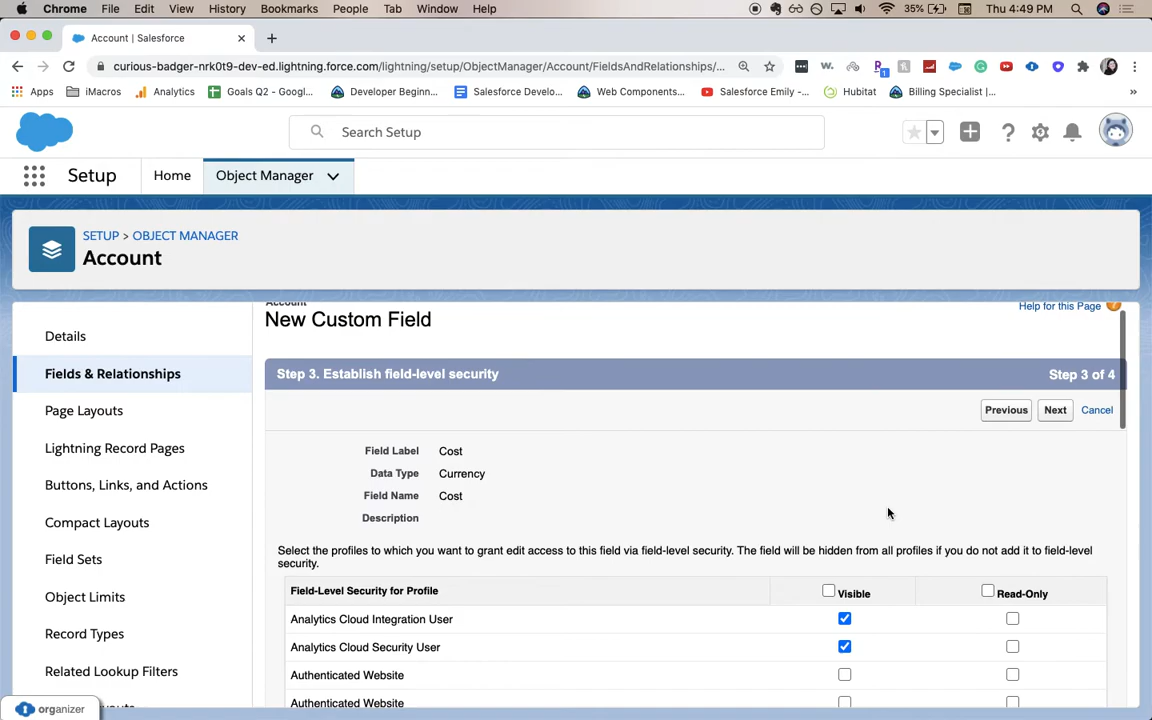 Chrome File Edit View History Bookmarks People Tab Window Help 35% Thu 4:49 PM
Account | Salesforce
curious-badger-nrk0t9-dev-ed.lightning.force.com/lightning/setup/ObjectManager/Account/FieldsAndRelationships/...
Apps iMacros Analytics Goals Q2 - Googl... Developer Beginn... Salesforce Develo... Web Components... Salesforce Emily -... Hubitat Billing Specialist |... »
Search Setup
Setup Home Object Manager
SETUP > OBJECT MANAGER
Account
Account
Help for this Page
New Custom Field
Details
Fields & Relationships
Page Layouts
Lightning Record Pages
Buttons, Links, and Actions
Compact Layouts
Field Sets
Object Limits
Record Types
Related Lookup Filters
organizer
Step 3. Establish field-level security Step 3 of 4
Previous Next Cancel
Field Label Cost
Data Type Currency
Field Name Cost
Description
Select the profiles to which you want to grant edit access to this field via field-level security. The field will be hidden from all profiles if you do not add it to field-level
security.
Field-Level Security for Profile Visible Read-Only
Analytics Cloud Integration User
Analytics Cloud Security User
Authenticated Website
Authenticated Website